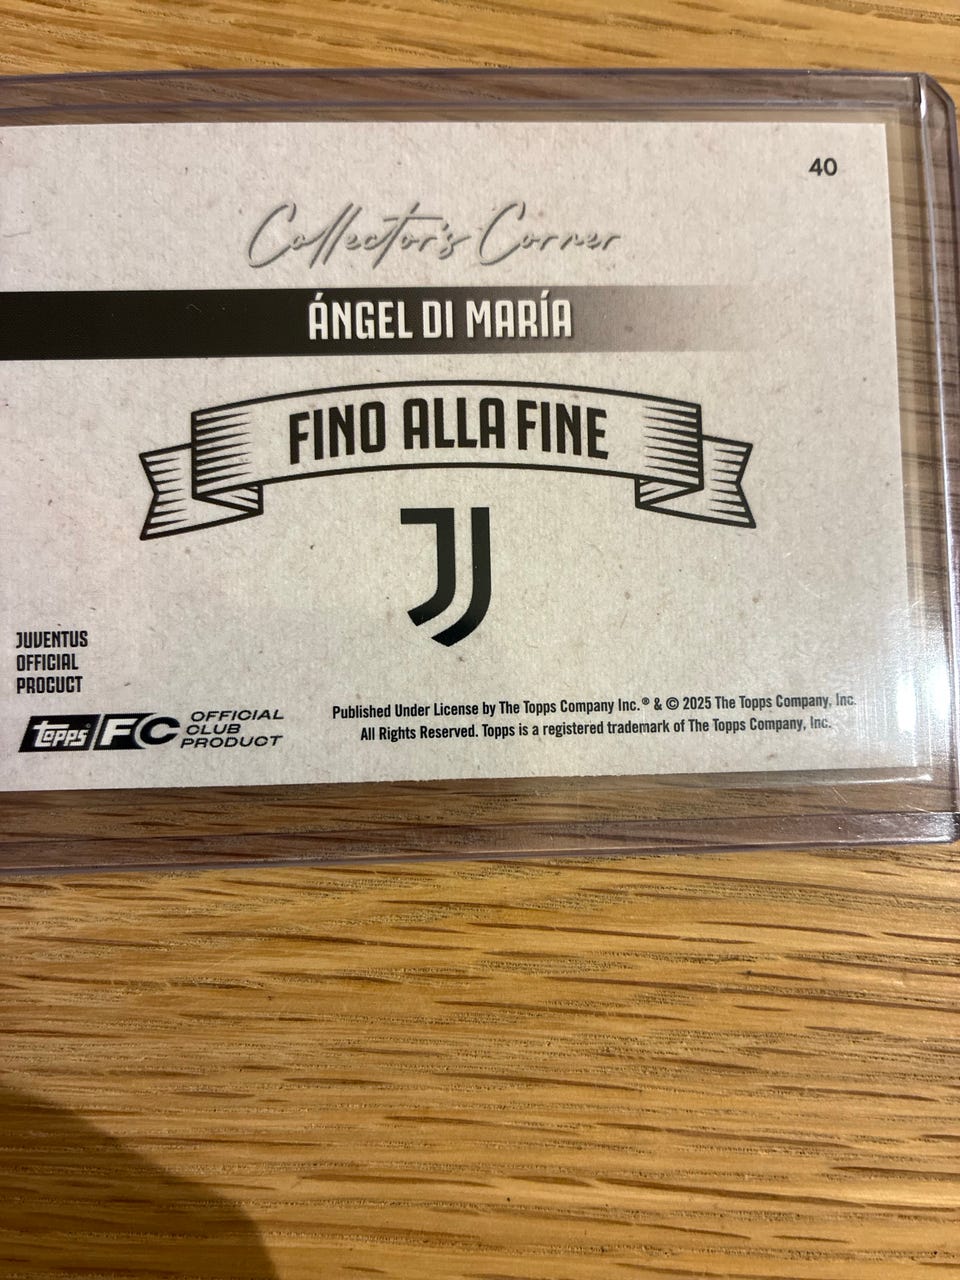 40
Collector's Corner
ÁNGEL DI MARÍA
FINO ALLA FINE
JUVENTUS
OFFICIAL
PROCUCT
Topps FC OFFICIAL
CLUB
PRODUCT
Published Under License by The Topps Company Inc.® & © 2025 The Topps Company, Inc.
All Rights Reserved. Topps is a registered trademark of The Topps Company, Inc.